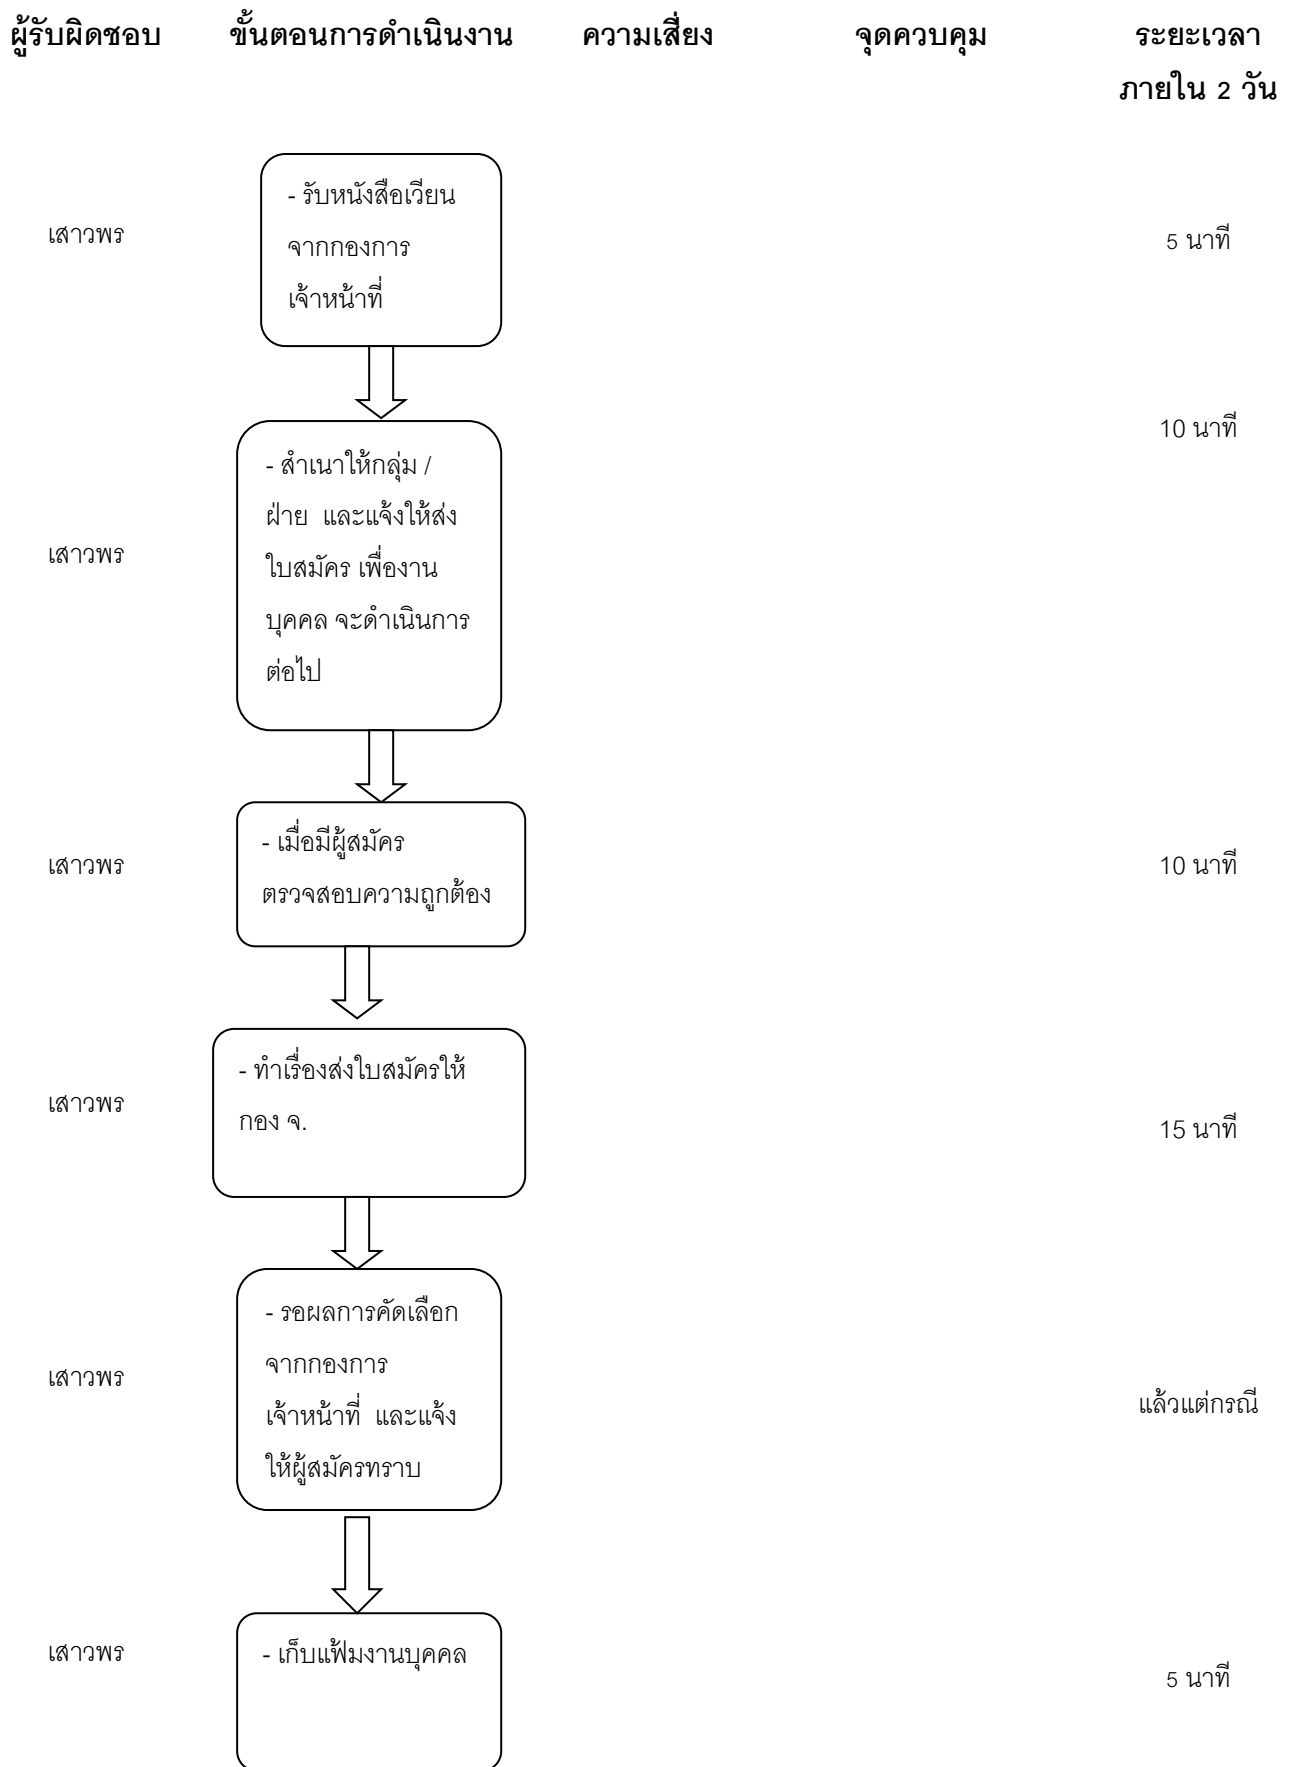 ผู้รับผิดชอบ ขั้นตอนการดำเนินงาน ความเสี่ยง จุดควบคุม ระยะเวลา
ภายใน 2 วัน
- รับหนังสือเวียน
เสาวพร
จากกองการ
5 นาที
เจ้าหน้าที่
10 นาที
- สำเนาให้กลุ่ม /
ฝ่าย และแจ้งให้ส่ง
เสาวพร
ใบสมัคร เพื่องาน
บุคคล จะดำเนินการ
ต่อไป
- เมื่อมีผู้สมัคร
เสาวพร
10 นาที
ตรวจสอบความถูกต้อง
- ทำเรื่องส่งใบสมัครให้
เสาวพร
กอง จ.
15 นาที
- รอผลการคัดเลือก
จากกองการ
เสาวพร
เจ้าหน้าที่ และแจ้ง
แล้วแต่กรณี
ให้ผู้สมัครทราบ
เสาวพร
- เก็บแฟ้มงานบุคคล
5 นาที